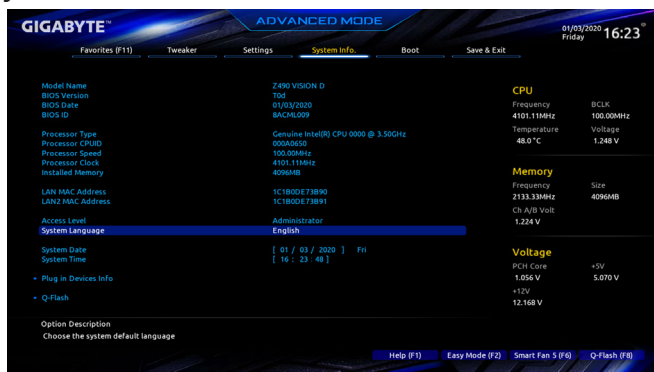 GIGABYTE™
ADVANCED MODE
01/03/2020
Friday
16:23
Favorites (F11) Tweaker Settings System Info. Boot Save & Exit
Model Name Z490 VISION D
BIOS Version T0d
BIOS Date 01/03/2020
BIOS ID 8ACML009
Processor Type Genuine Intel(R) CPU 0000 @ 3.50GHz
Processor CPUID 000A0650
Processor Speed 100.00MHz
Processor Clock 4101.11MHz
Installed Memory 4096MB
LAN MAC Address 1C1B0DE73B90
LAN2 MAC Address 1C1B0DE73B91
Access Level Administrator
System Language English
System Date [ 01 / 03 / 2020 ] Fri
System Time [ 16 : 23 : 48 ]
Plug in Devices Info
Q-Flash
CPU
Frequency BCLK
4101.11MHz 100.00MHz
Temperature Voltage
48.0 °C 1.248 V
Memory
Frequency Size
2133.33MHz 4096MB
Ch A/B Volt
1.224 V
Voltage
PCH Core +5V
1.056 V 5.070 V
+12V
12.168 V
Option Description
Choose the system default language
Help (F1) Easy Mode (F2) Smart Fan 5 (F6) Q-Flash (F8)